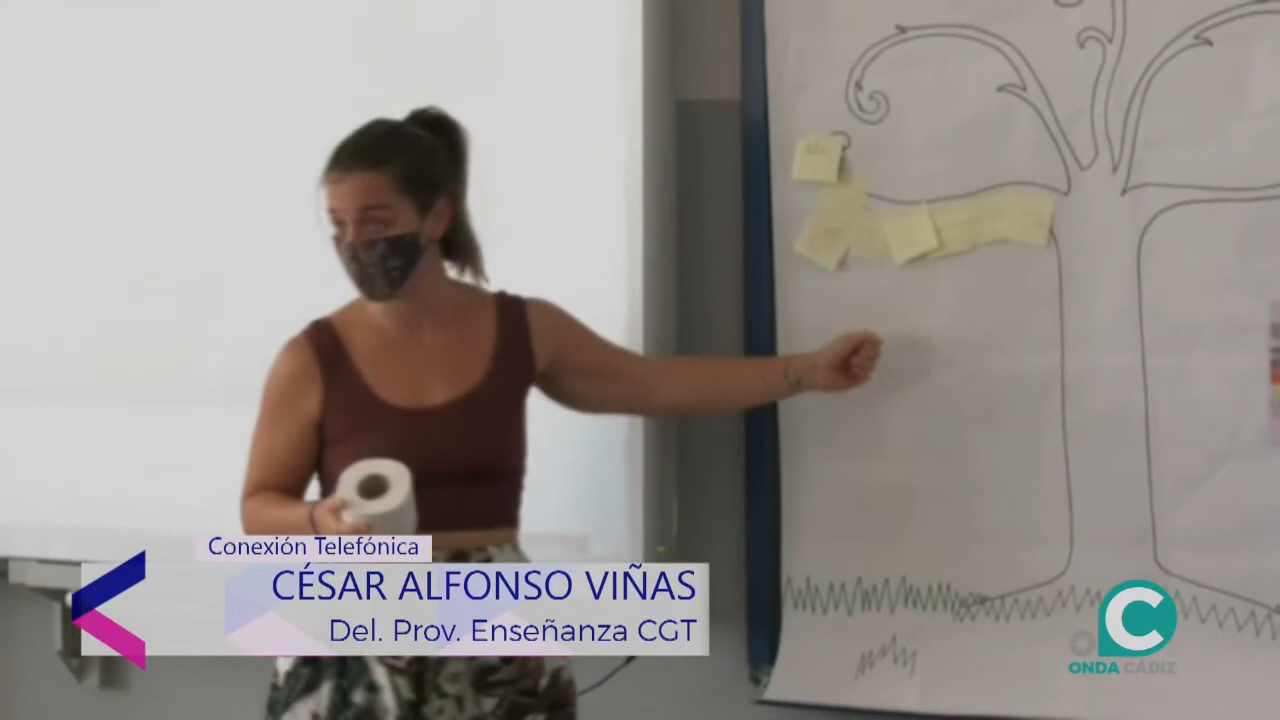 Conexión Telefónica
CÉSAR ALFONSO VIÑAS
Del. Prov. Enseñanza CGT
ONDA CÁDIZ